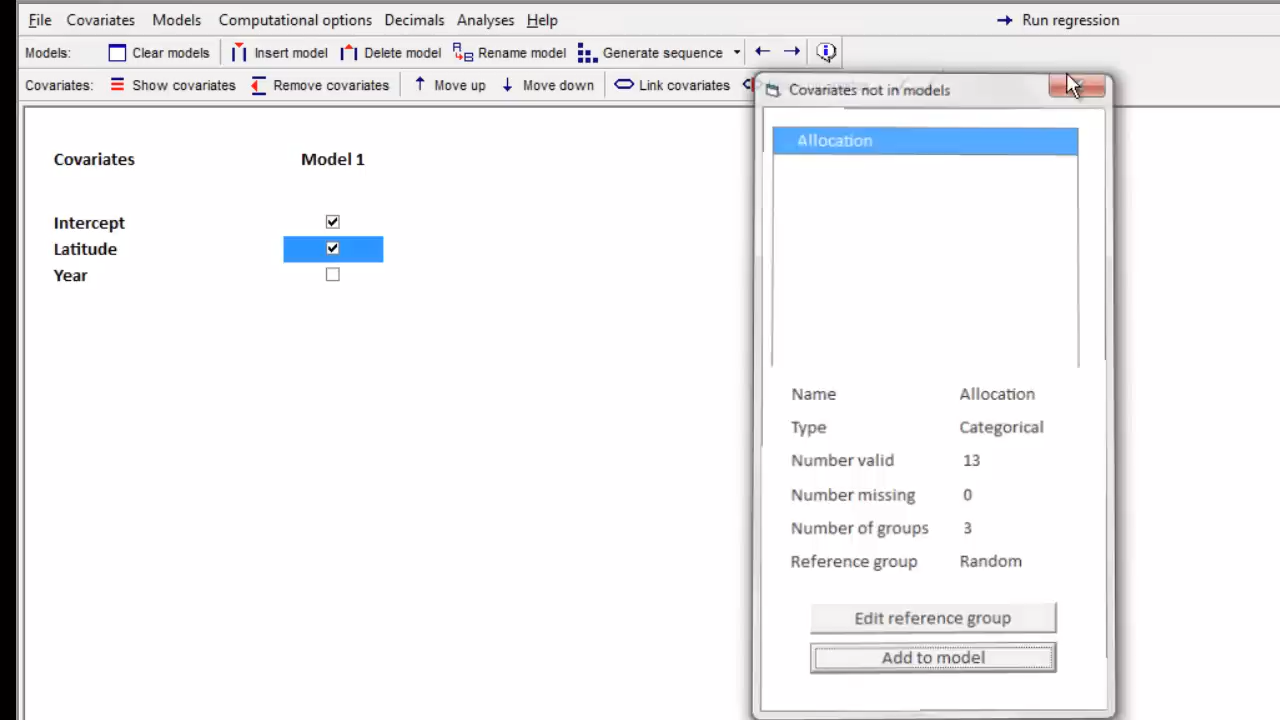 File Covariates Models Computational options Decimals Analyses Help Run regression
Models: Clear models Insert model Delete model Rename model Generate sequence
Covariates: Show covariates Remove covariates Move up Move down Link covariates
Covariates not in models
Allocation
Covariates Model 1
Intercept
Latitude
Year
Name Allocation
Type Categorical
Number valid 13
Number missing 0
Number of groups 3
Reference group Random
Edit reference group
Add to model